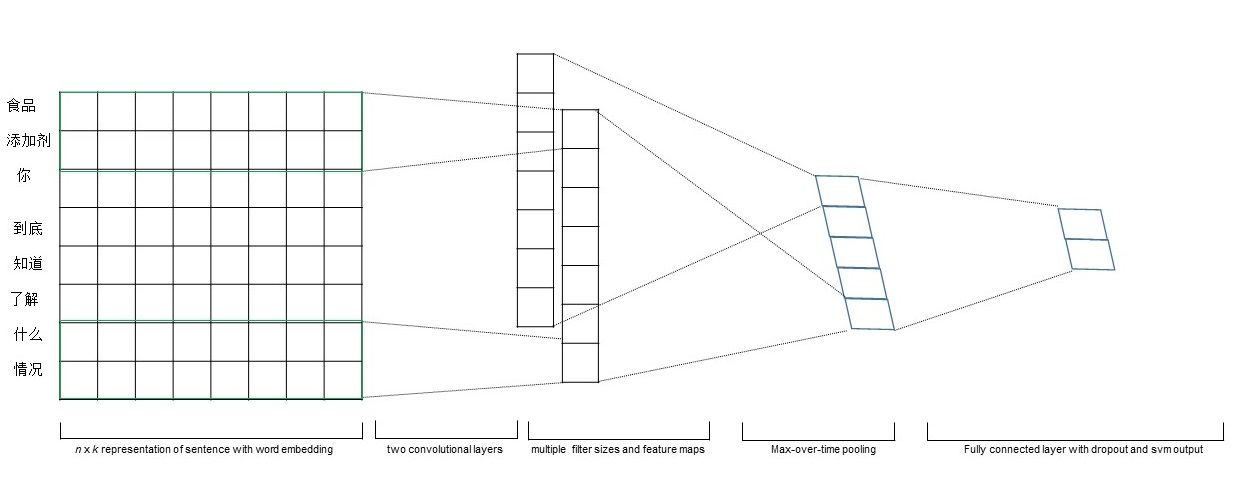 食品
添加剂
你
到底
知道
了解
什么
情况
n x k representation of sentence with word embedding
two convolutional layers
multiple filter sizes and feature maps
Max-over-time pooling
Fully connected layer with dropout and svm output